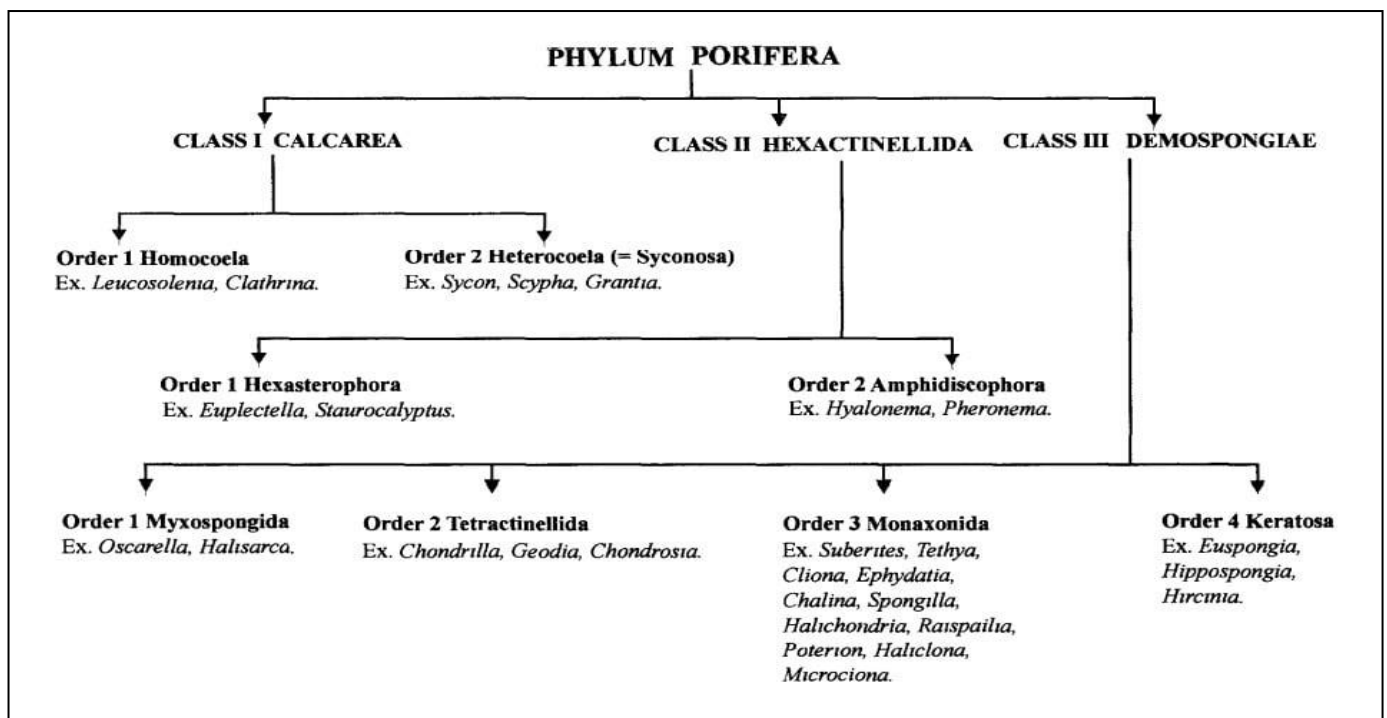 PHYLUM PORIFERA
CLASS I CALCAREA
CLASS II HEXACTINELLIDA
CLASS III DEMOSPONGIAE
Order 1 Homocoela
Ex. Leucosolenia, Clathrina.
Order 2 Heterocoela (= Syconosa)
Ex. Sycon, Scypha, Grantia.
Order 1 Hexasterophora
Ex. Euplectella, Staurocalyptus.
Order 2 Amphidiscophora
Ex. Hyalonema, Pheronema.
Order 1 Myxospongida
Ex. Oscarella, Halisarca.
Order 2 Tetractinellida
Ex. Chondrilla, Geodia, Chondrosia.
Order 3 Monaxonida
Ex. Suberites, Tethya,
Cliona, Ephydatia,
Chalina, Spongilla,
Halichondria, Raispailia,
Poterion, Haliclona,
Microciona.
Order 4 Keratosa
Ex. Euspongia,
Hippospongia,
Hircinia.